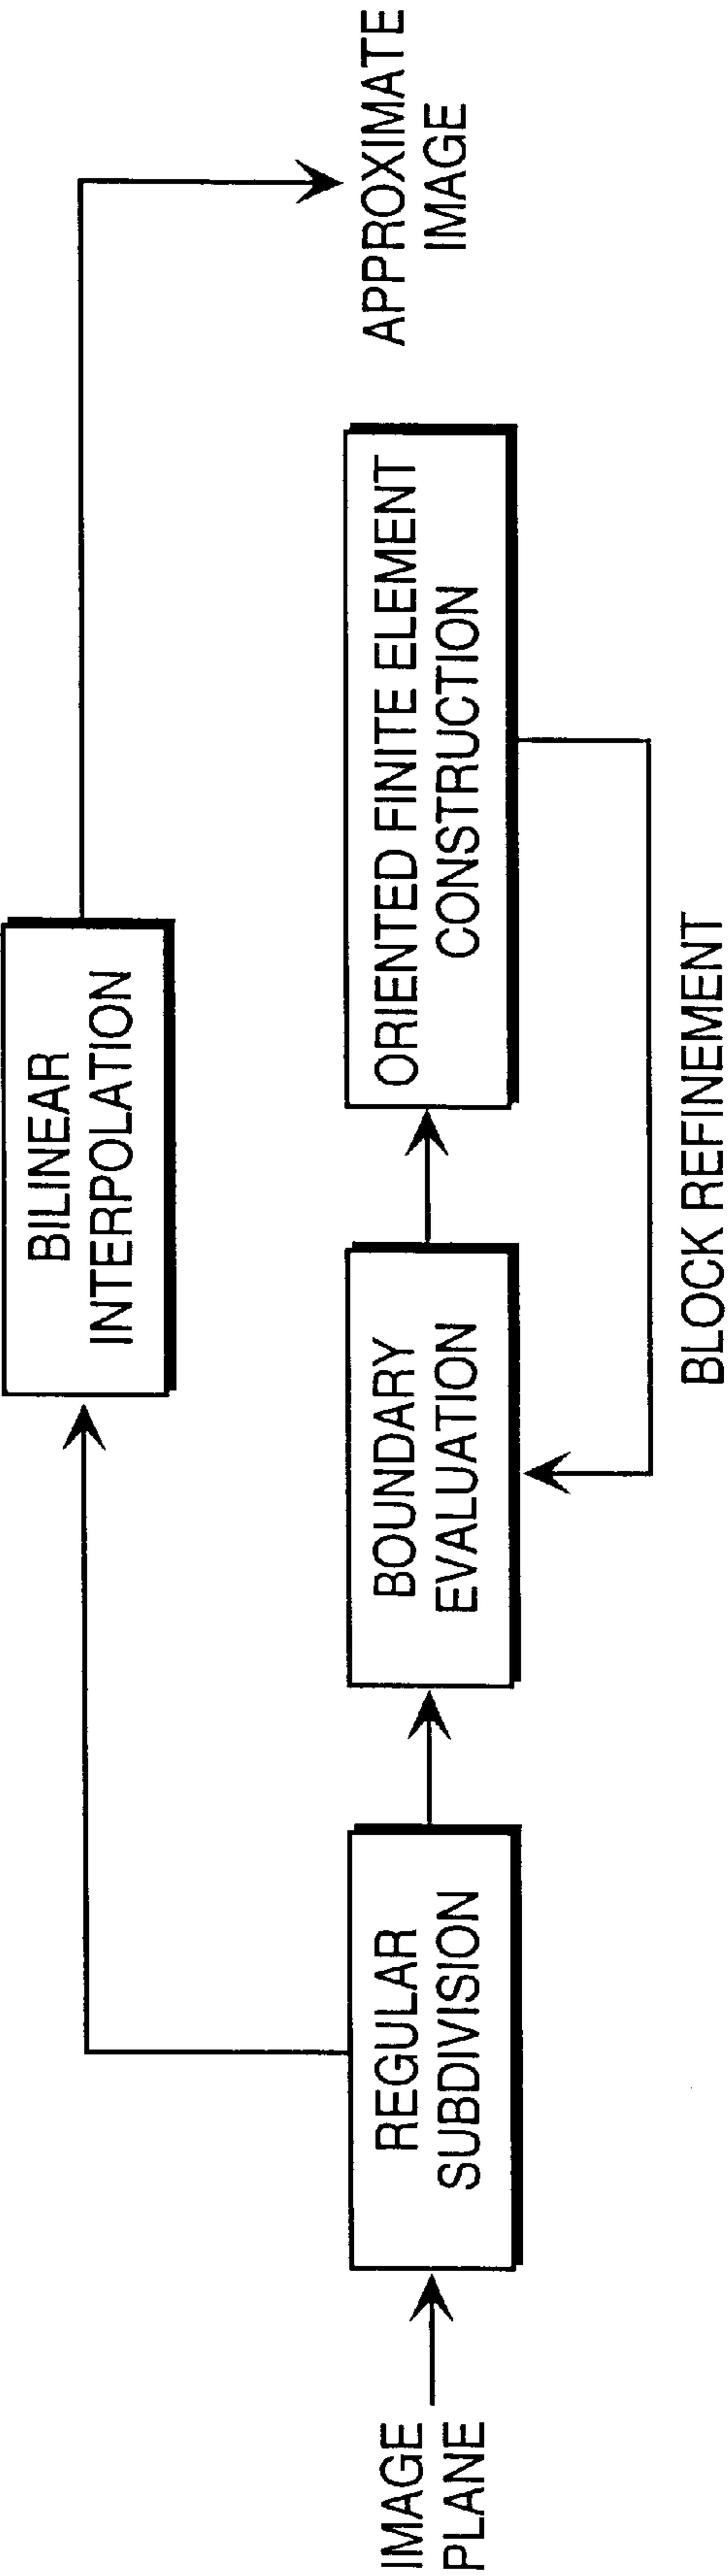 BILINEAR
INTERPOLATION
IMAGE
PLANE
REGULAR
SUBDIVISION
BOUNDARY
EVALUATION
ORIENTED FINITE ELEMENT
CONSTRUCTION
APPROXIMATE
IMAGE
BLOCK REFINEMENT